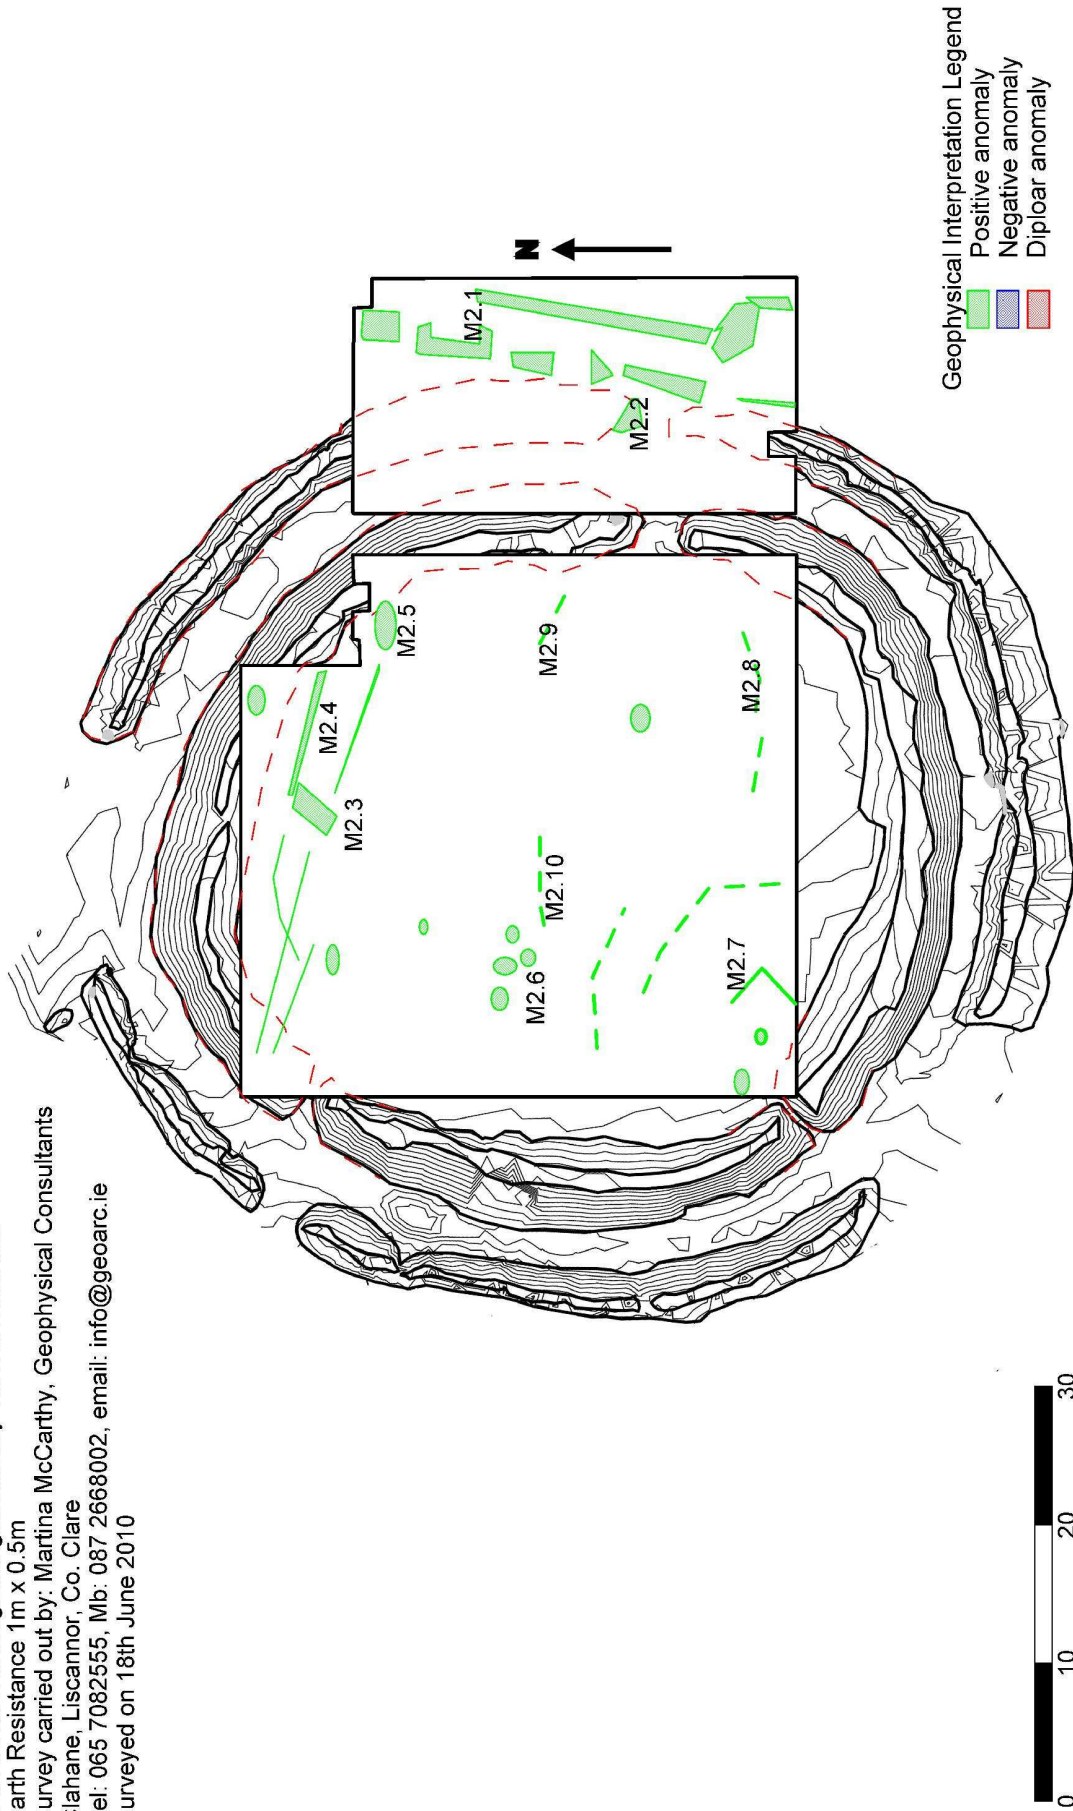 arth Resistance 1m x 0.5m
urvey carried out by: Martina McCarthy, Geophysical Consultants
lahane, Liscannor, Co. Clare
el: 065 7082555, Mb: 087 2668002, email: info@geoarc.ie
urveyed on 18th June 2010
N
M2.1
M2.2
M2.5
M2.4
M2.3
M2.9
M2.8
M2.10
M2.6
M2.7
Geophysical Interpretation Legend
Positive anomaly
Negative anomaly
Diploar anomaly
0 10 20 30